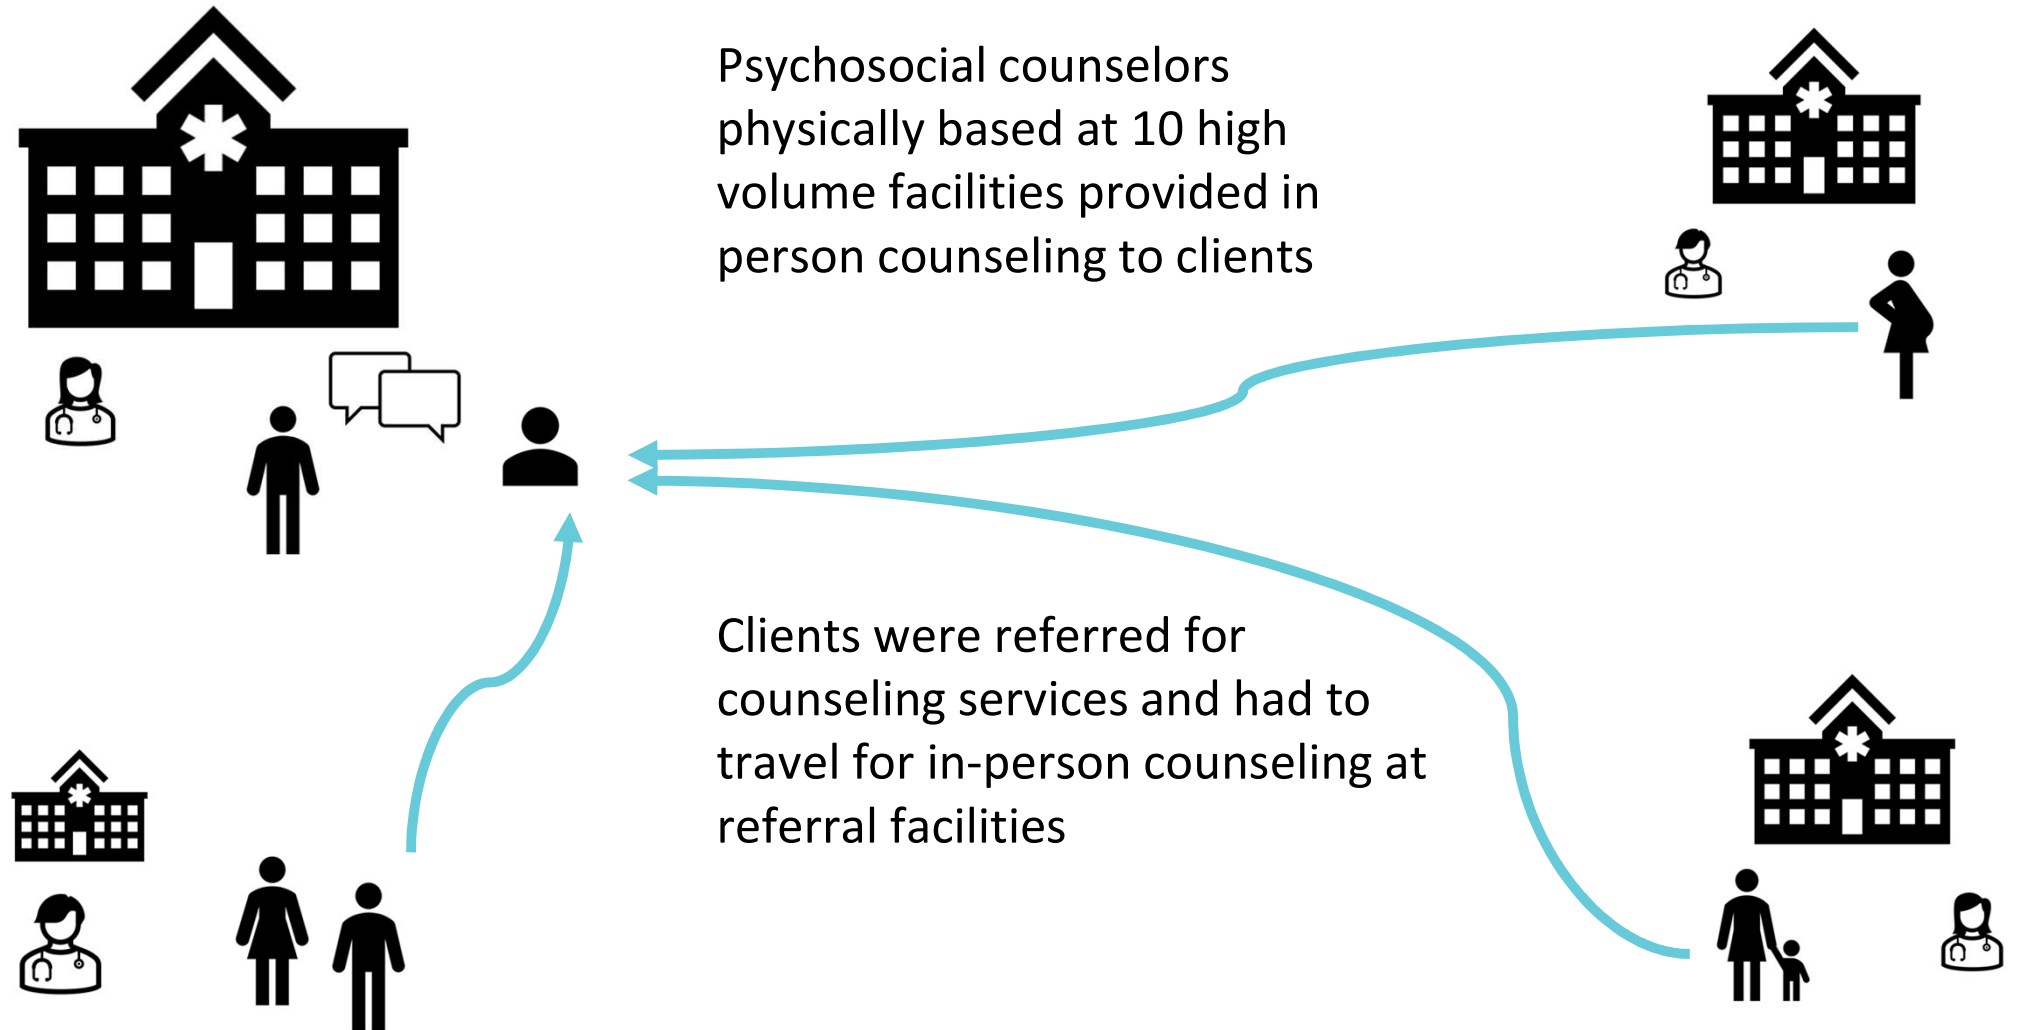 Psychosocial counselors
physically based at 10 high
volume facilities provided in
person counseling to clients
Clients were referred for
counseling services and had to
travel for in-person counseling at
referral facilities